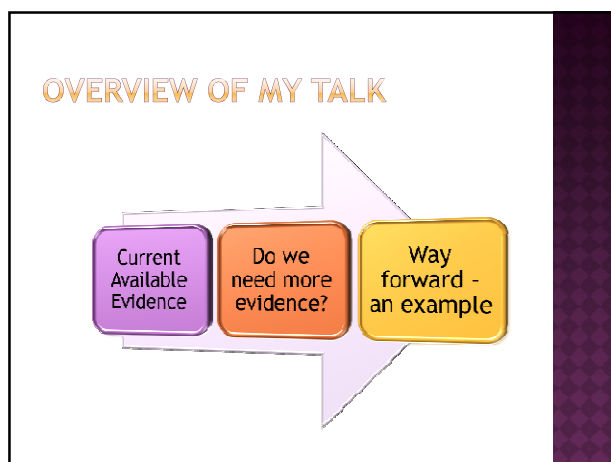 OVERVIEW OF MY TALK
Current
Available
Evidence
Do we
need more
evidence?
Way
forward -
an example